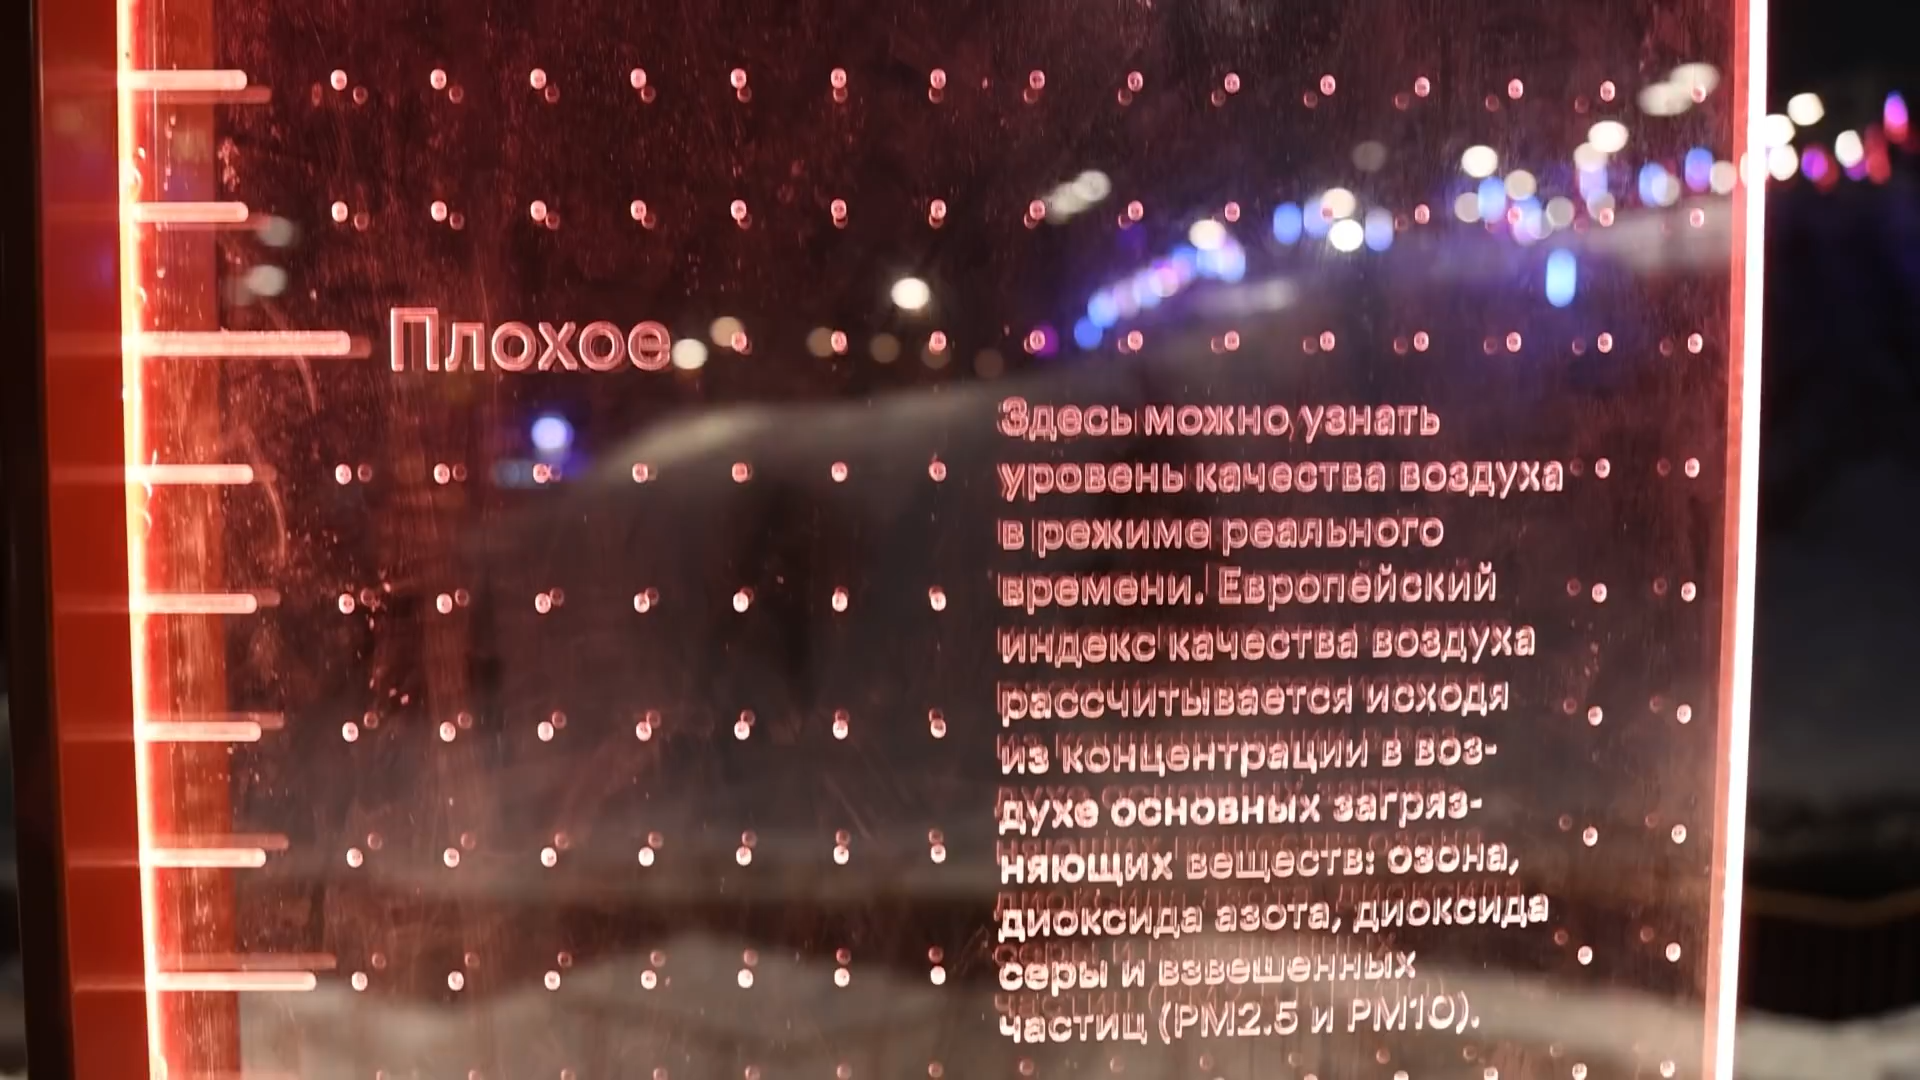 Плохое
Здесь можно узнать
уровень качества воздуха
в режиме реального
времени. Европейский
индекс качества воздуха
рассчитывается исходя
из концентрации в воз-
духе основных загряз-
няющих веществ: озона,
диоксида азота, диоксида
серы и взвешенных
частиц (PM2.5 и PM10).